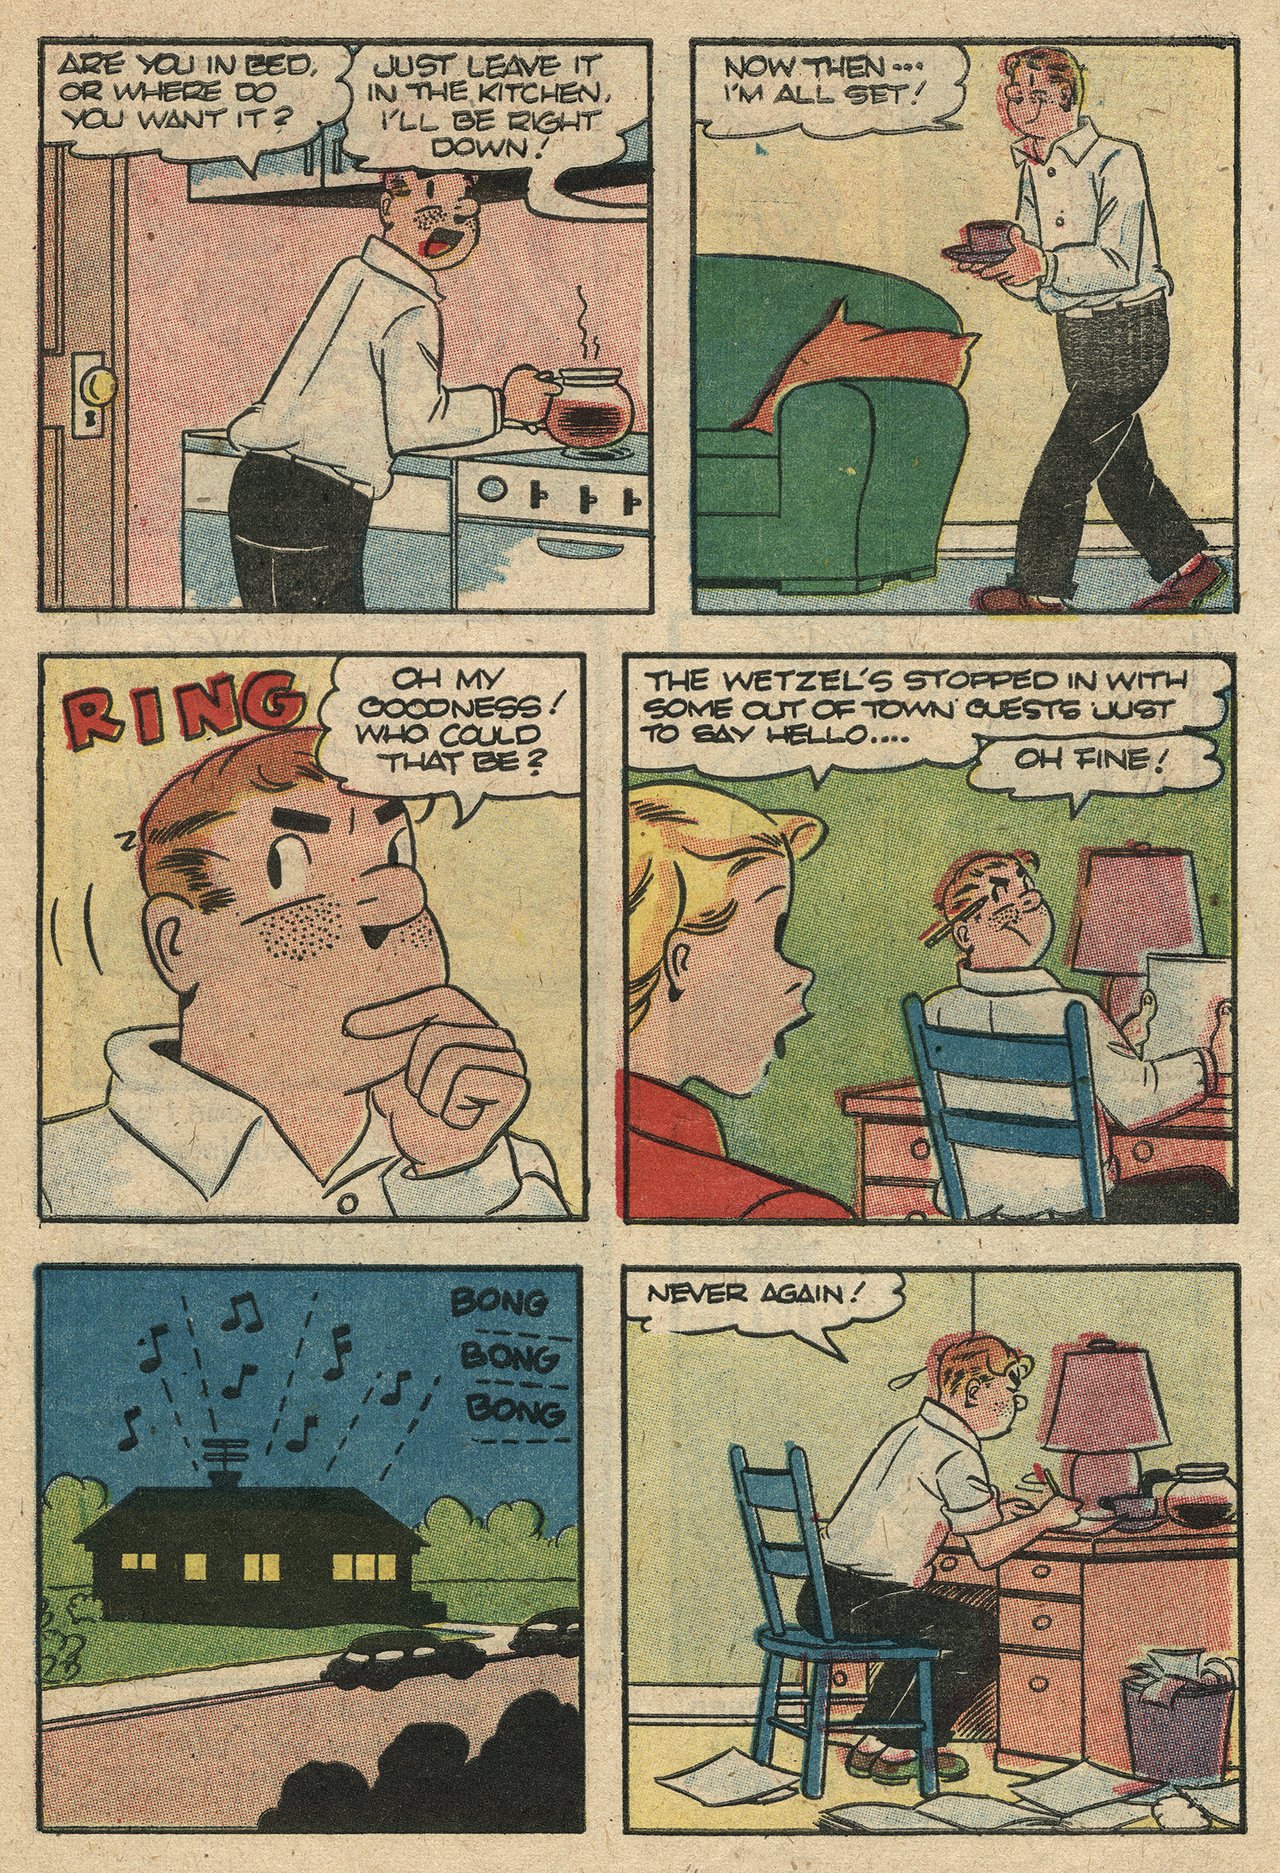 ARE YOU IN BED,
OR WHERE DO
YOU WANT IT?
JUST LEAVE IT
IN THE KITCHEN,
I'LL BE RIGHT
DOWN!
NOW THEN...
I'M ALL SET!
RING
OH MY
GOODNESS!
WHO COULD
THAT BE?
THE WETZEL'S STOPPED IN WITH
SOME OUT OF TOWN GUESTS JUST
TO SAY HELLO....
OH FINE!
BONG
BONG
BONG
NEVER AGAIN!